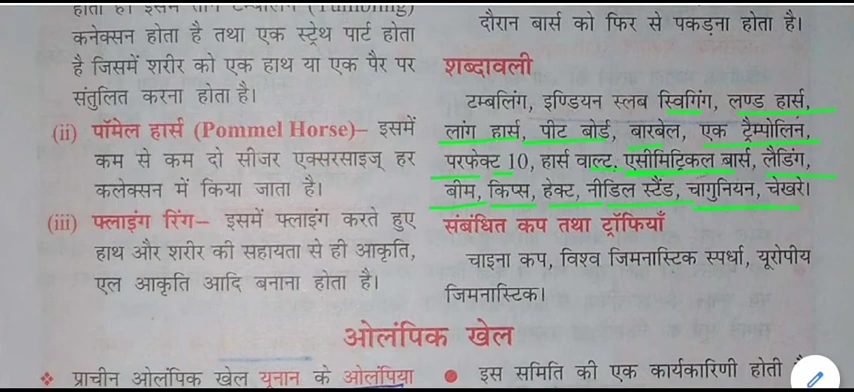 कनेक्सन होता है तथा एक स्ट्रेथ पार्ट होता
है जिसमें शरीर को एक हाथ या एक पैर पर
संतुलित करना होता है।
(ii) पॉमेल हार्स (Pommel Horse)– इसमें
कम से कम दो सीजर एक्सरसाइज् हर
कलेक्सन में किया जाता है।
(iii) फ्लाइंग रिंग– इसमें फ्लाइंग करते हुए
हाथ और शरीर की सहायता से ही आकृति,
एल आकृति आदि बनाना होता है।
दौरान बार्स को फिर से पकड़ना होता है।
शब्दावली
टम्बलिंग, इण्डियन स्लब स्विगिंग, लण्ड हार्स,
लांग हार्स, पीट बोर्ड, बारबेल, एक ट्रैम्पोलिन,
परफेक्ट 10, हार्स वाल्ट, एसीमिट्रिकल बार्स, लैडिंग,
बीम, किप्स, हेक्ट, नीडिल स्टैंड, चागुनियन, चेखरे।
संबंधित कप तथा ट्रॉफियाँ
चाइना कप, विश्व जिमनास्टिक स्पर्धा, यूरोपीय
जिमनास्टिक।
ओलंपिक खेल
❖ प्राचीन ओलंपिक खेल यूनान के ओलंपिया
● इस समिति की एक कार्यकारिणी होती